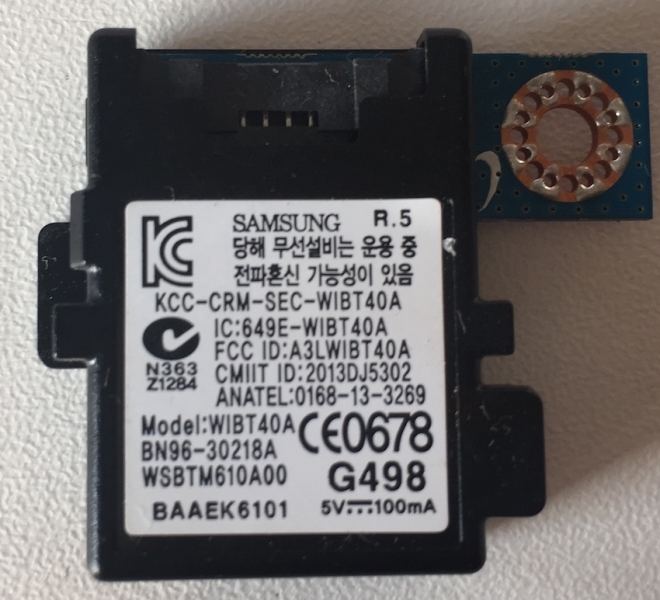 SAMSUNG R.5
당해 무선설비는 운용 중
전파혼신 가능성이 있음
KCC-CRM-SEC-WIBT40A
IC:649E-WIBT40A
FCC ID:A3LWIBT40A
N363
CMIIT ID:2013DJ5302
Z1284
ANATEL:0168-13-3269
Model:WIBT40A
CE0678
BN96-30218A
WSBTM610A00
G498
BAAEK6101
5V⎓100mA